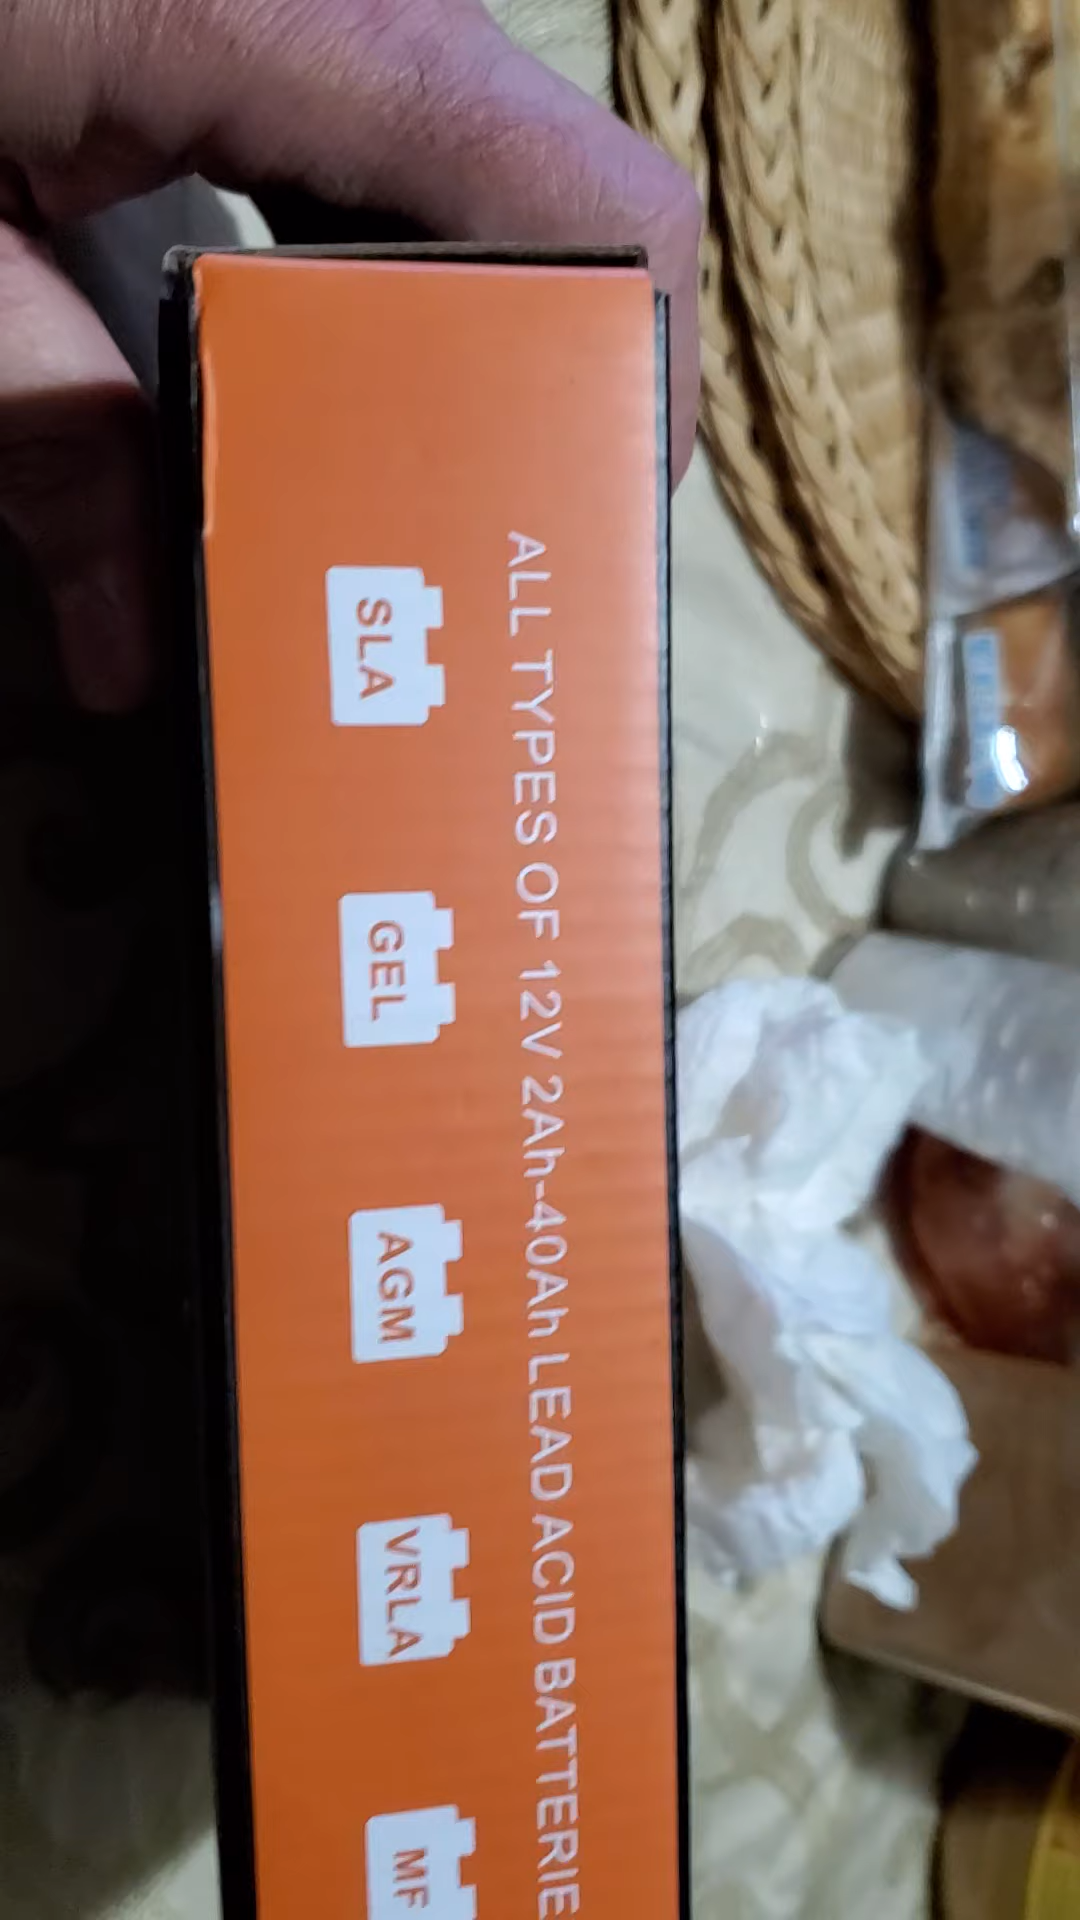 ALL TYPES OF 12V 2Ah-40Ah LEAD ACID BATTERIE
SLA
GEL
AGM
VRLA
MF